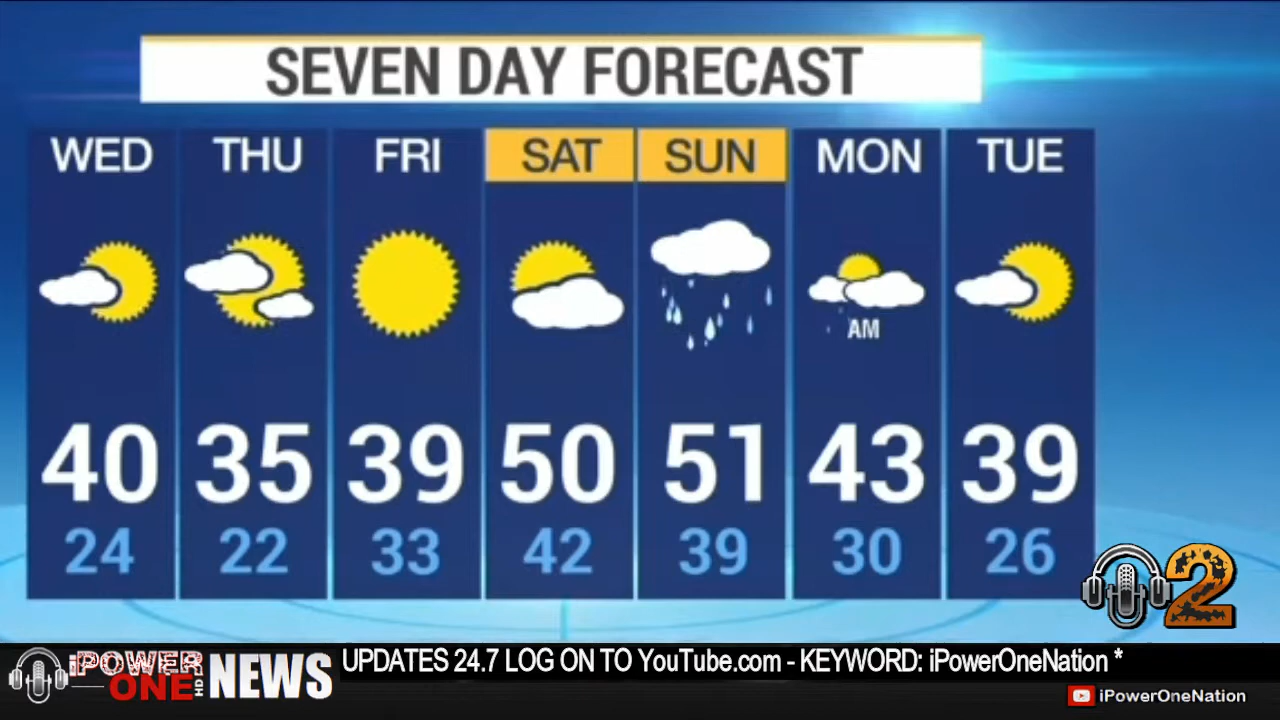 SEVEN DAY FORECAST
WED THU FRI SAT SUN MON TUE
AM
40 35 39 50 51 43 39
24 22 33 42 39 30 26
2
iPOWER ONE HD NEWS
UPDATES 24.7 LOG ON TO YouTube.com - KEYWORD: iPowerOneNation *
iPowerOneNation